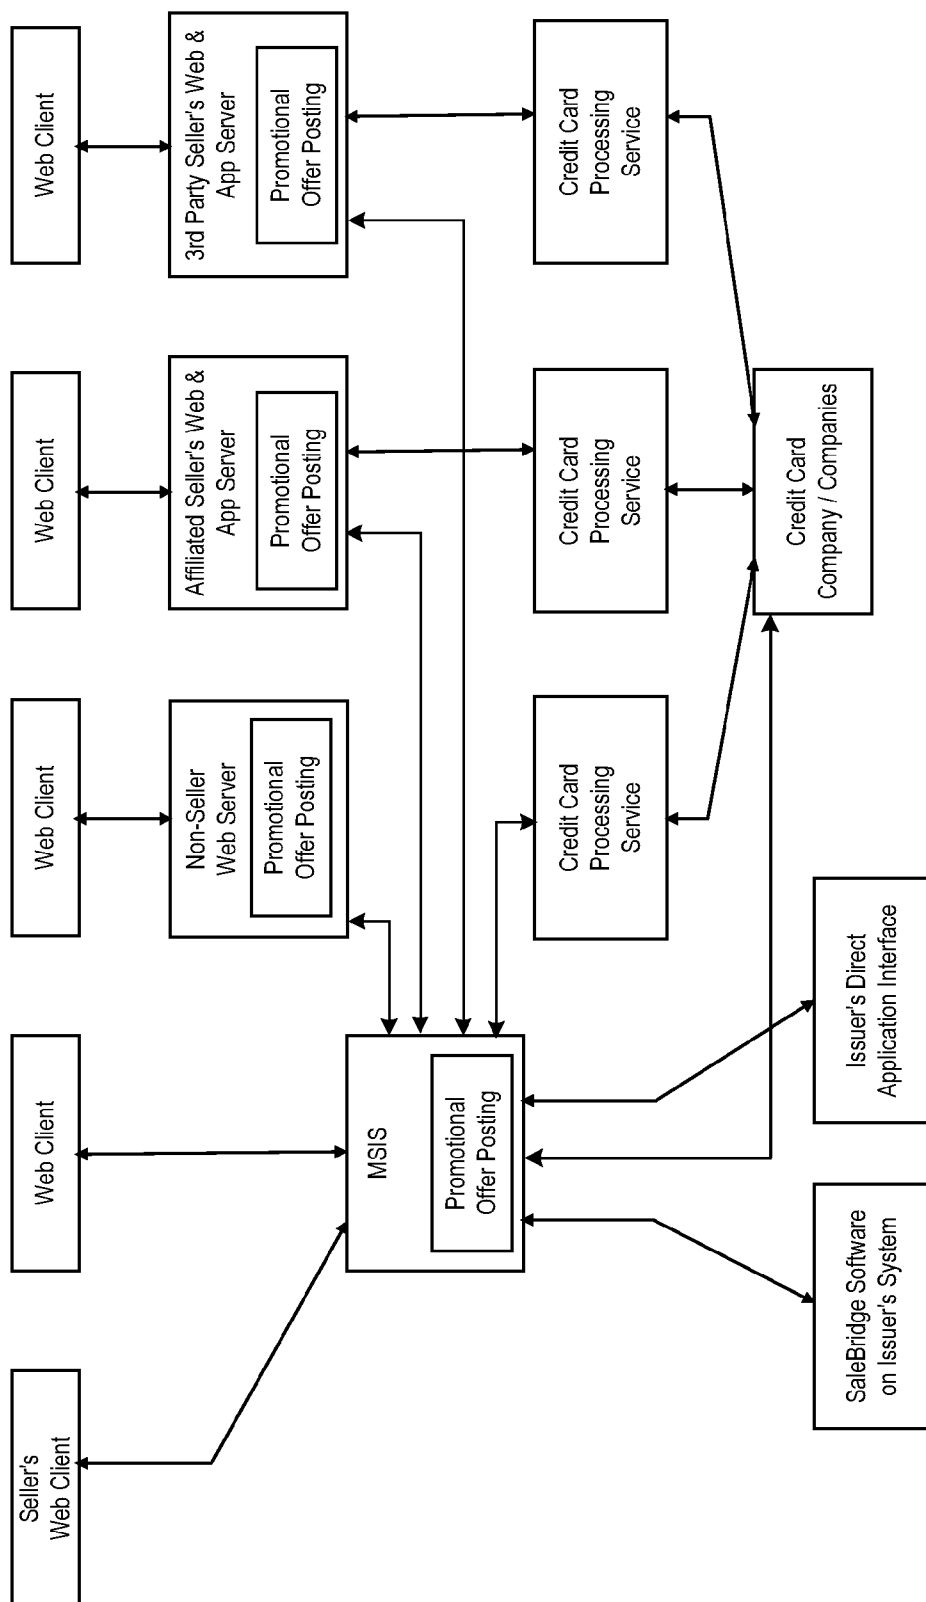 Seller's
Web Client
Web Client
Web Client
Web Client
Web Client
Non-Seller
Web Server
Promotional
Offer Posting
Affiliated Seller's Web &
App Server
Promotional
Offer Posting
3rd Party Seller's Web &
App Server
Promotional
Offer Posting
MSIS
Promotional
Offer Posting
Credit Card
Processing
Service
Credit Card
Processing
Service
Credit Card
Processing
Service
SaleBridge Software
on Issuer's System
Issuer's Direct
Application Interface
Credit Card
Company / Companies